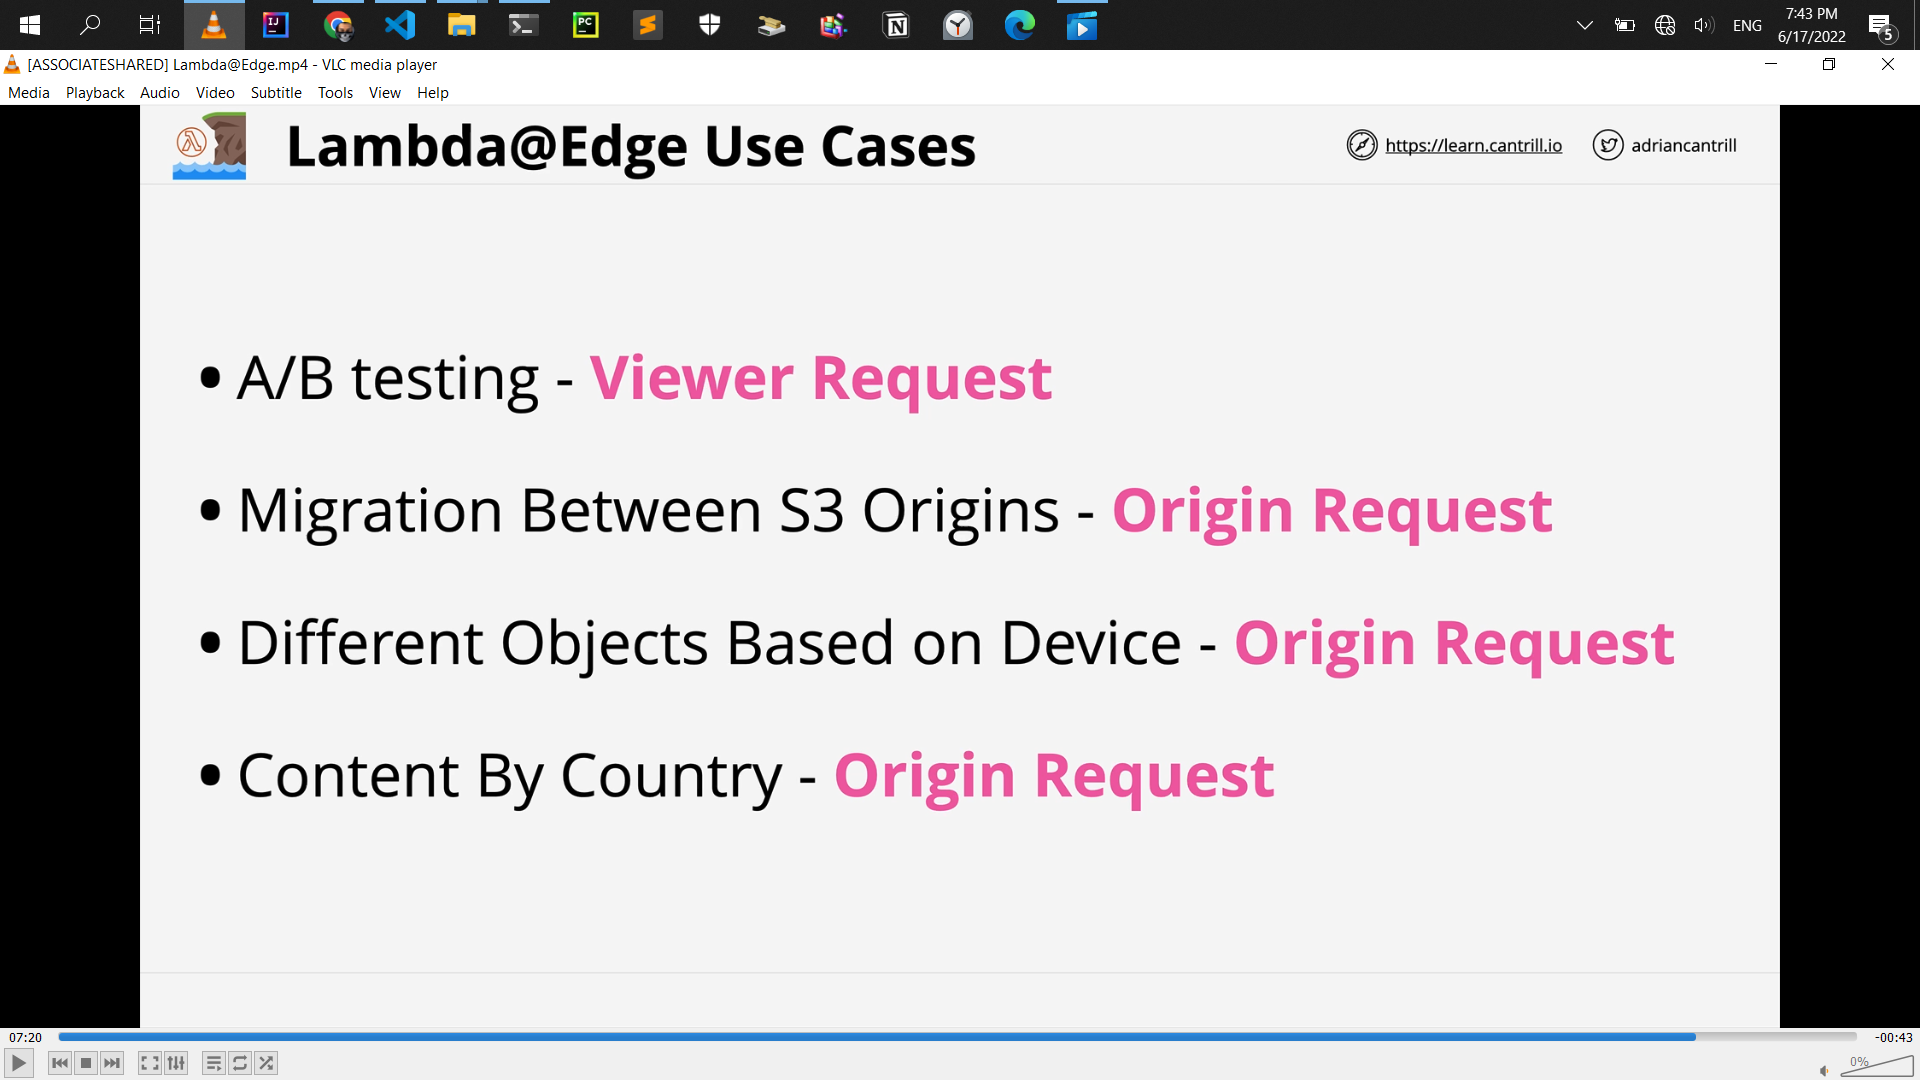 ENG
7:43 PM
6/17/2022
5
[ASSOCIATESHARED] Lambda@Edge.mp4 - VLC media player
Media Playback Audio Video Subtitle Tools View Help
Lambda@Edge Use Cases
https://learn.cantrill.io
adriancantrill
• A/B testing - Viewer Request
• Migration Between S3 Origins - Origin Request
• Different Objects Based on Device - Origin Request
• Content By Country - Origin Request
07:20
-00:43
0%